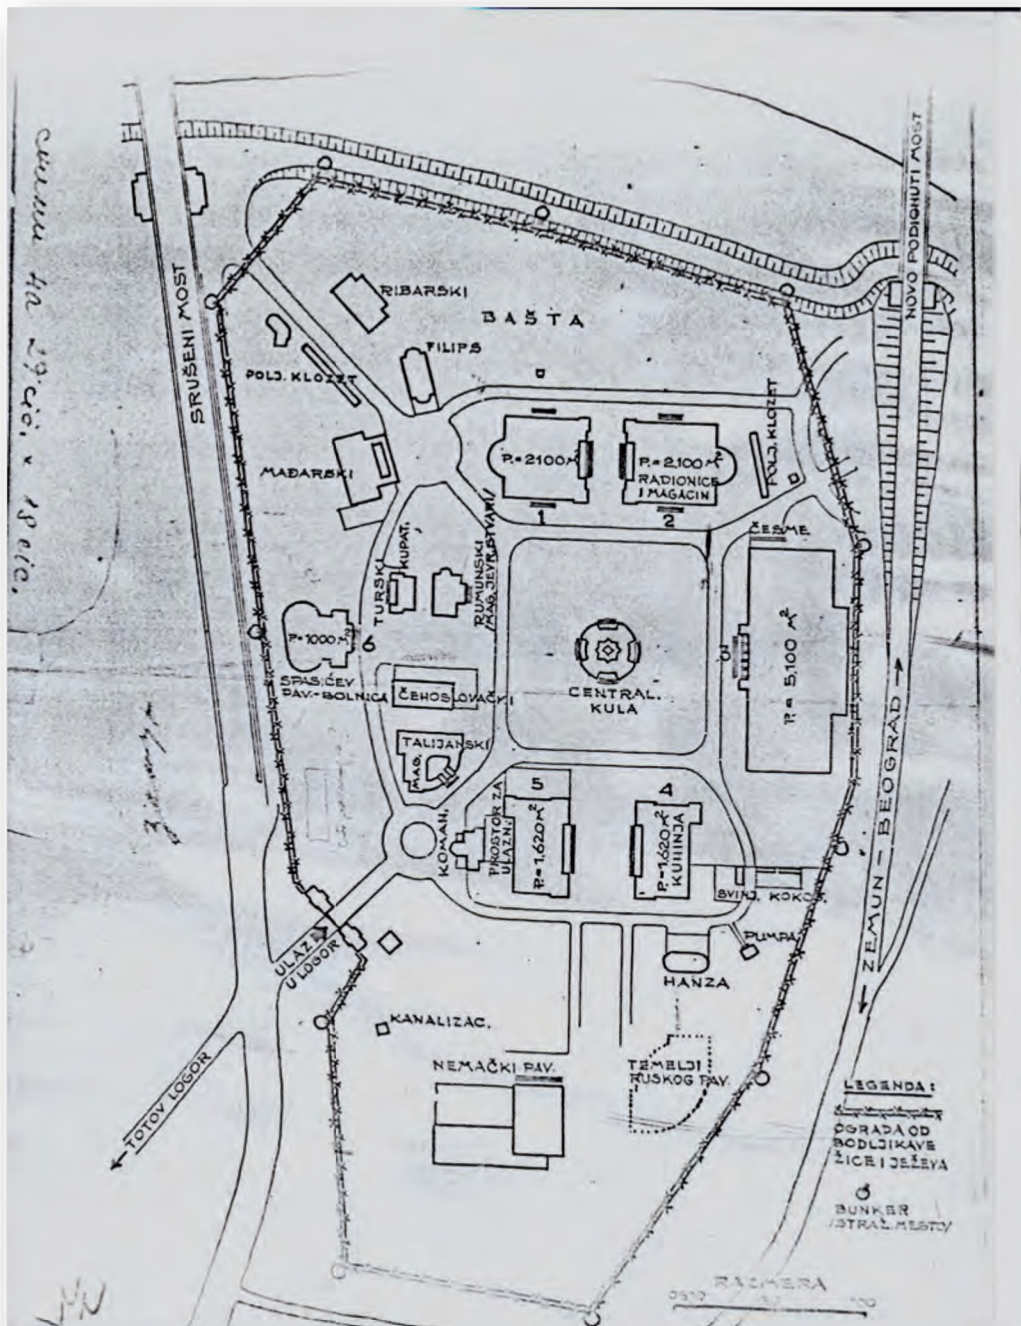 NOVO PODIGNUTI MOST
SRUŠENI MOST
RIBARSKI
BAŠTA
FILIPS
POLJ. KLOZET
POLJ. KLOZET
MAĐARSKI
P.=2100 M²
P.=2,100 M²
RADIONICE
I MAGACIN
1
2
ČESME
TURSKI
KUPAT.
RUMUNSKI
P.=1000 M²
6
3
P.=5,100 M²
SPASIĆEV
PAV.-BOLNICA
ČEHOSLOVAČKI
CENTRAL.
KULA
TALIJANSKI
MAG.
5
4
KOMAN.
PROSTOR ZA
ULAZN.
P.=1,620 M²
P.=1,620 M²
KUHINJA
SVINJ. KOKOŠ.
PUMPA
HANZA
ZEMUN - BEOGRAD
ULAZ
U LOGOR
KANALIZAC.
NEMAČKI PAV.
TEMELJI
RUSKOG PAV.
TOTOV LOGOR
LEGENDA:
OGRADA OD
BODLJIKAVE
ŽICE I JEŽEVA
BUNKER
/STRAŽ. MESTO/
RAZMERA